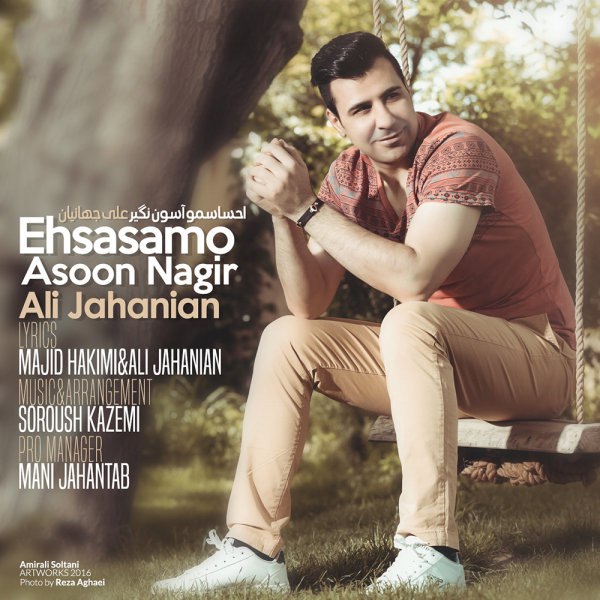 احساسمو آسون نگیر علی جهانیان
Ehsasamo
Asoon Nagir
Ali Jahanian
LYRICS
MAJID HAKIMI&ALI JAHANIAN
MUSIC&ARRANGEMENT
SOROUSH KAZEMI
PRO MANAGER
MANI JAHANTAB
Amirali Soltani
ARTWORKS 2016
Photo by Reza Aghaei